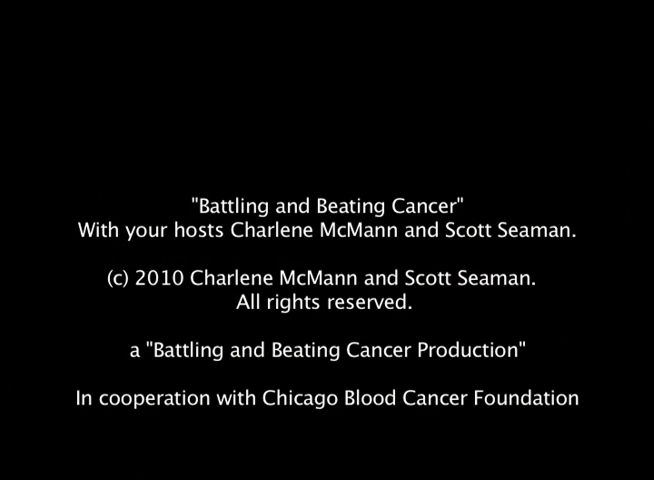 "Battling and Beating Cancer"
With your hosts Charlene McMann and Scott Seaman.
(c) 2010 Charlene McMann and Scott Seaman.
All rights reserved.
a "Battling and Beating Cancer Production"
In cooperation with Chicago Blood Cancer Foundation